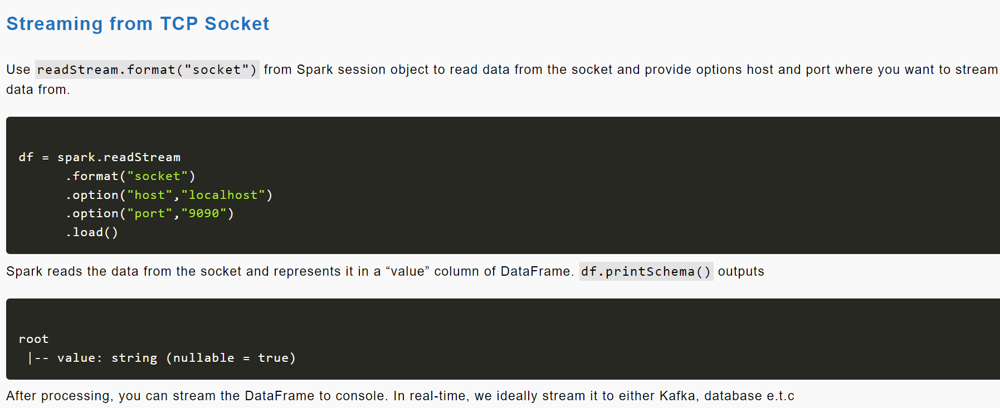 Streaming from TCP Socket
Use readStream.format("socket") from Spark session object to read data from the socket and provide options host and port where you want to stream
data from.
df = spark.readStream
      .format("socket")
      .option("host","localhost")
      .option("port","9090")
      .load()
Spark reads the data from the socket and represents it in a “value” column of DataFrame. df.printSchema() outputs
root
 |-- value: string (nullable = true)
After processing, you can stream the DataFrame to console. In real-time, we ideally stream it to either Kafka, database e.t.c